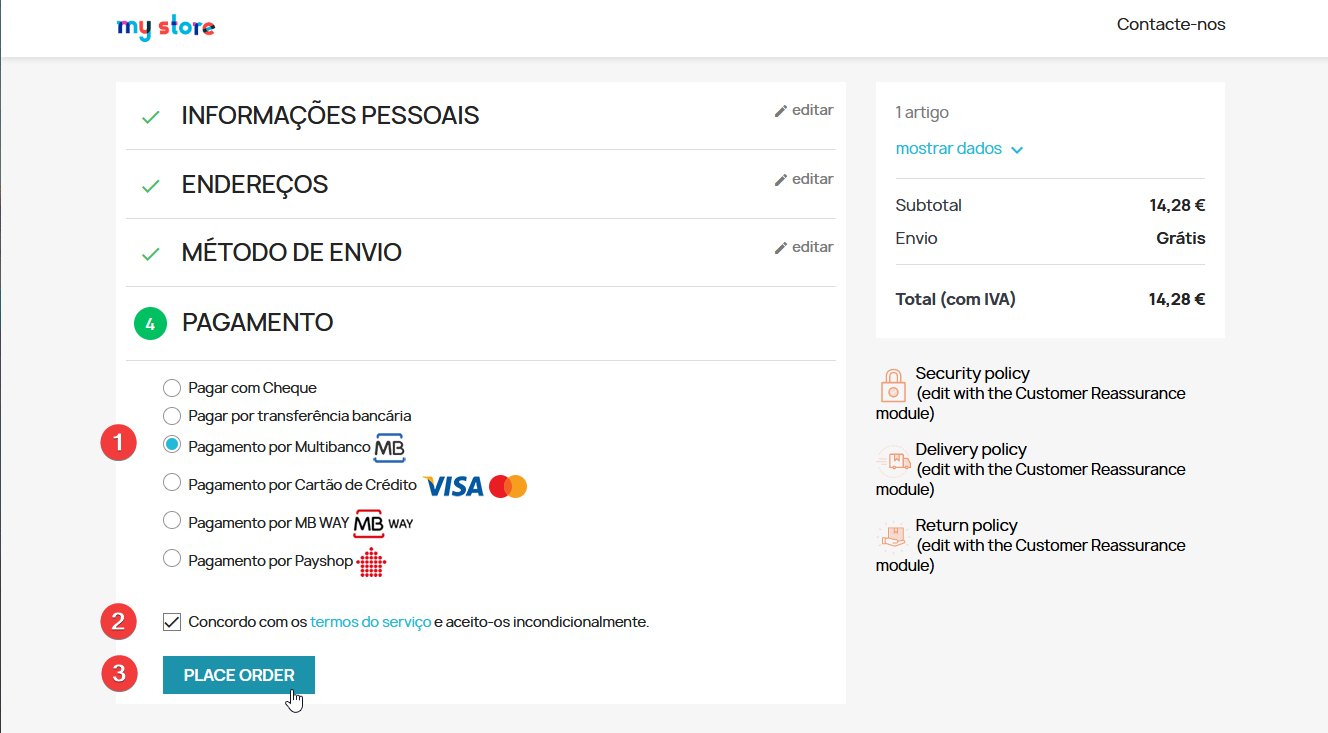 my store
Contacte-nos
INFORMAÇÕES PESSOAIS
editar
ENDEREÇOS
editar
MÉTODO DE ENVIO
editar
4 PAGAMENTO
Pagar com Cheque
Pagar por transferência bancária
1 Pagamento por Multibanco MB
Pagamento por Cartão de Crédito VISA
Pagamento por MB WAY MB WAY
Pagamento por Payshop
2 Concordo com os termos do serviço e aceito-os incondicionalmente.
3 PLACE ORDER
1 artigo
mostrar dados
Subtotal 14,28 €
Envio Grátis
Total (com IVA) 14,28 €
Security policy
(edit with the Customer Reassurance
module)
Delivery policy
(edit with the Customer Reassurance
module)
Return policy
(edit with the Customer Reassurance
module)